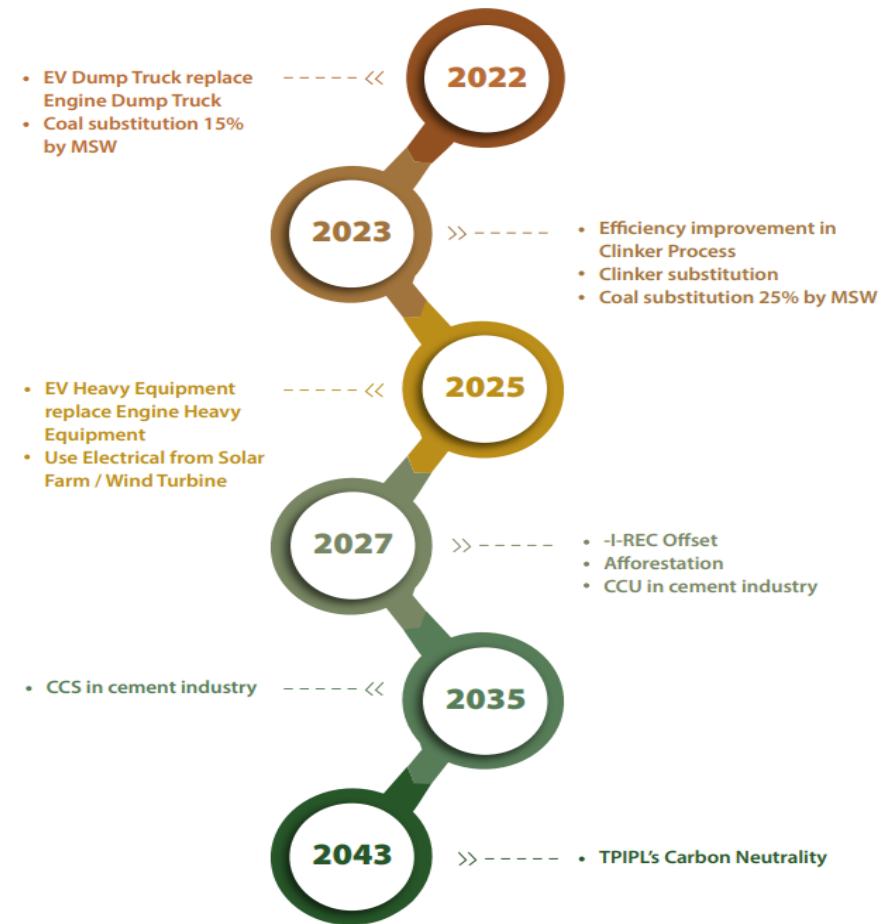 2022
• EV Dump Truck replace
Engine Dump Truck
• Coal substitution 15%
by MSW
2023
• Efficiency improvement in
Clinker Process
• Clinker substitution
• Coal substitution 25% by MSW
2025
• EV Heavy Equipment
replace Engine Heavy
Equipment
• Use Electrical from Solar
Farm / Wind Turbine
2027
• -I-REC Offset
• Afforestation
• CCU in cement industry
2035
• CCS in cement industry
2043
• TPIPL's Carbon Neutrality